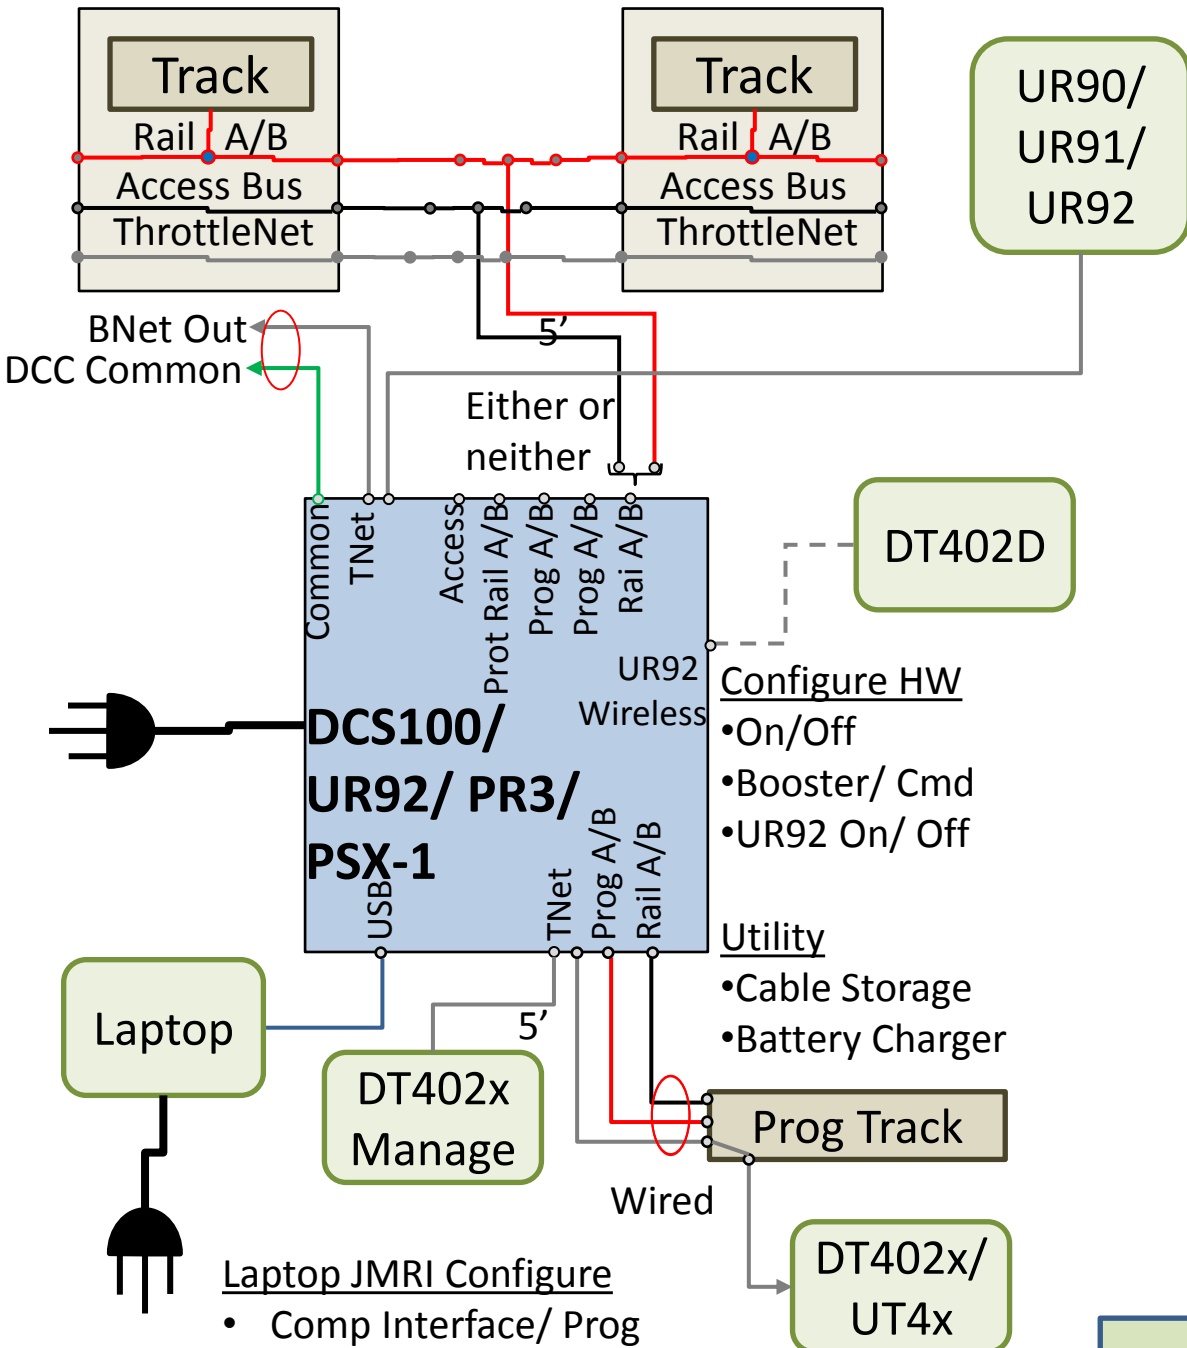 Track
Rail A/B
Access Bus
ThrottleNet
Track
Rail A/B
Access Bus
ThrottleNet
UR90/
UR91/
UR92
BNet Out
DCC Common
5’
Either or
neither
Common
TNet
Access
Prot Rail A/B
Prog A/B
Prog A/B
Rai A/B
DT402D
UR92
Wireless
DCS100/
UR92/ PR3/
PSX-1
Configure HW
•On/Off
•Booster/ Cmd
•UR92 On/ Off
USB
TNet
Prog A/B
Rail A/B
Utility
•Cable Storage
•Battery Charger
Laptop
5’
DT402x
Manage
Prog Track
Wired
DT402x/
UT4x
Laptop JMRI Configure
• Comp Interface/ Prog